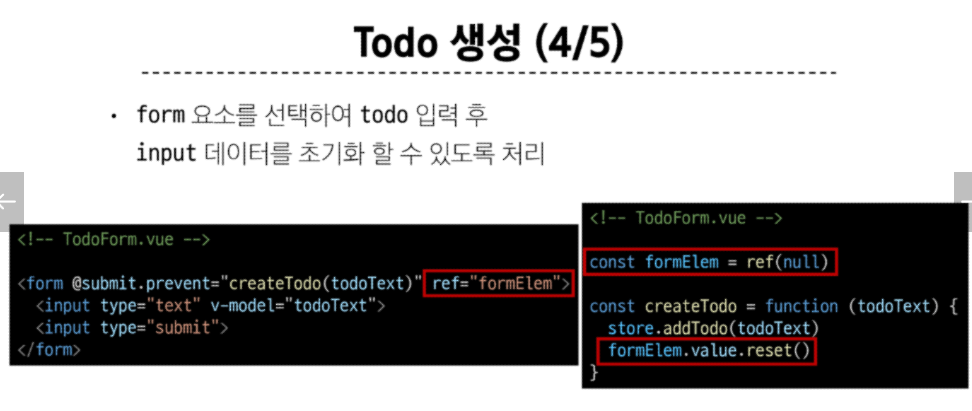 Todo 생성 (4/5)
• form 요소를 선택하여 todo 입력 후
input 데이터를 초기화 할 수 있도록 처리
<!-- TodoForm.vue -->
<form @submit.prevent="createTodo(todoText)" ref="formElem">
<input type="text" v-model="todoText">
<input type="submit">
</form>
<!-- TodoForm.vue -->
const formElem = ref(null)
const createTodo = function (todoText) {
store.addTodo(todoText)
formElem.value.reset()
}